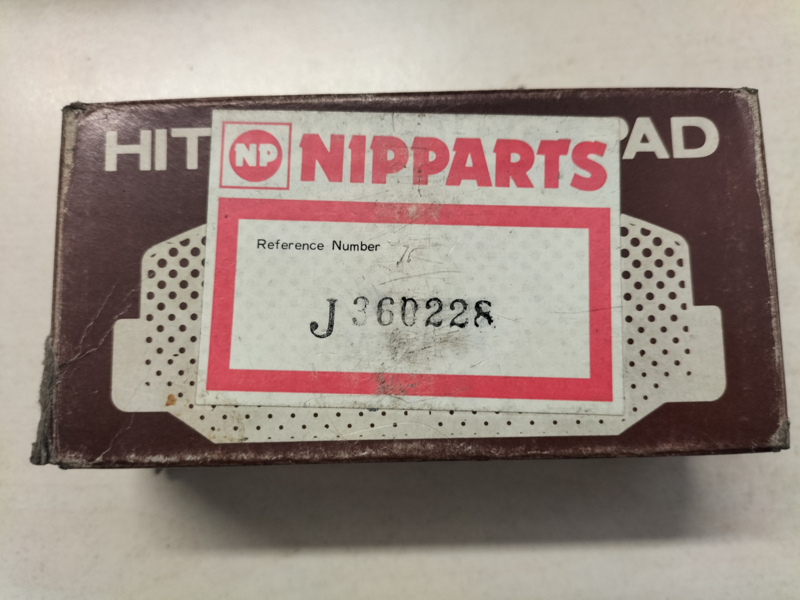 HIT PAD
NP NIPPARTS
Reference Number
J 360228